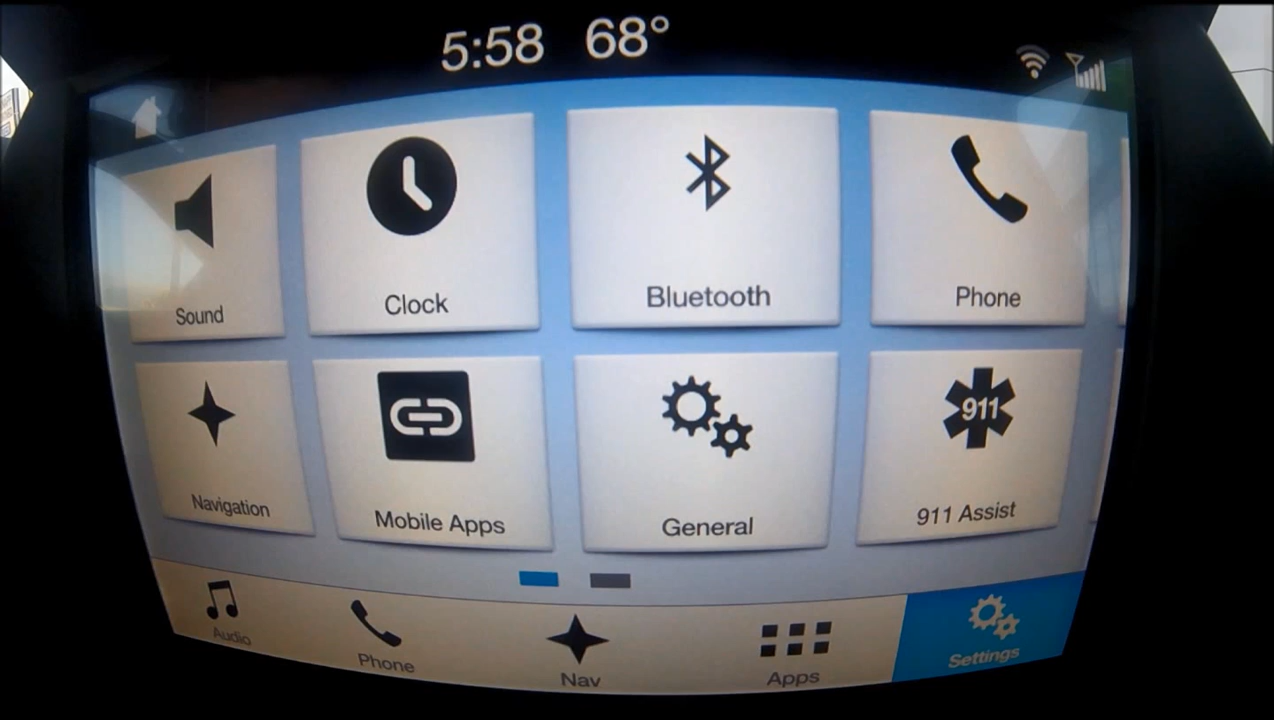 5:58 68°
Sound Clock Bluetooth Phone
911
Navigation Mobile Apps General 911 Assist
Audio Phone Nav Apps Settings